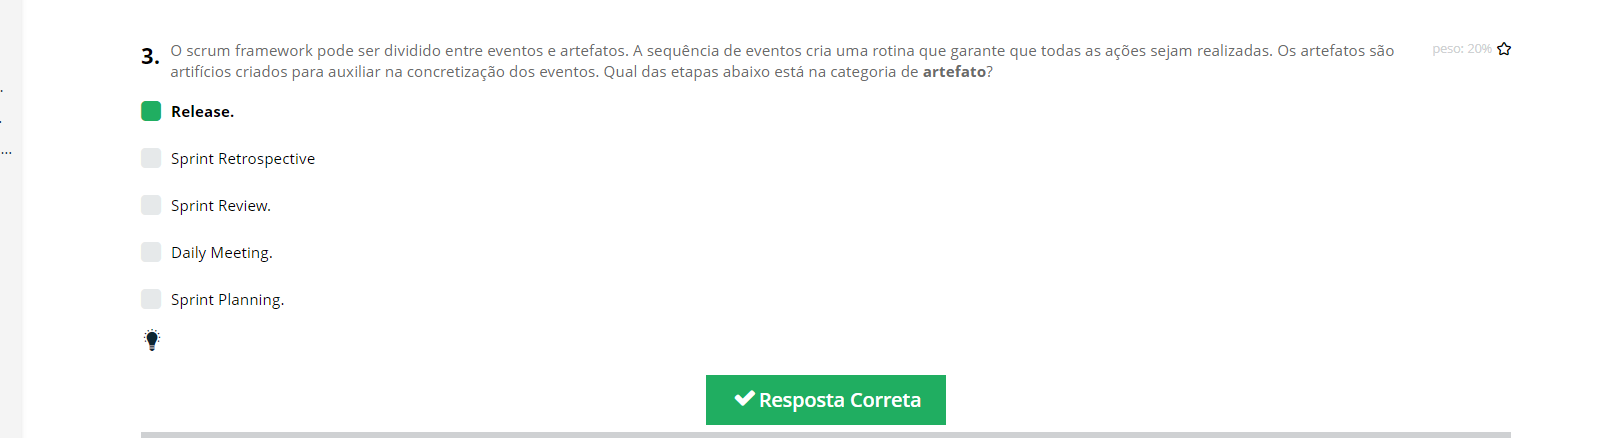 3. O scrum framework pode ser dividido entre eventos e artefatos. A sequência de eventos cria uma rotina que garante que todas as ações sejam realizadas. Os artefatos são
peso: 20%
artifícios criados para auxiliar na concretização dos eventos. Qual das etapas abaixo está na categoria de artefato?
Release.
Sprint Retrospective
Sprint Review.
Daily Meeting.
Sprint Planning.
Resposta Correta